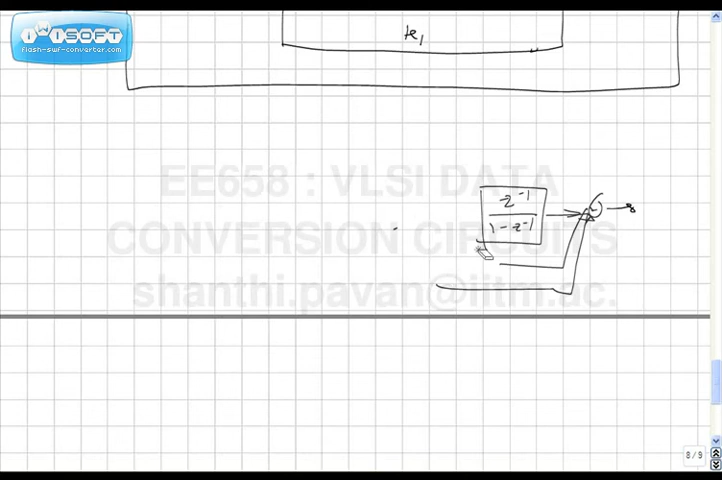 iWiSOFT
flash-swf-converter.com
k₁
EE658 : VLSI DATA
CONVERSION CIRCUITS
shanthi.pavan@iitm.ac.
z⁻¹
1 - z⁻¹
8 / 9